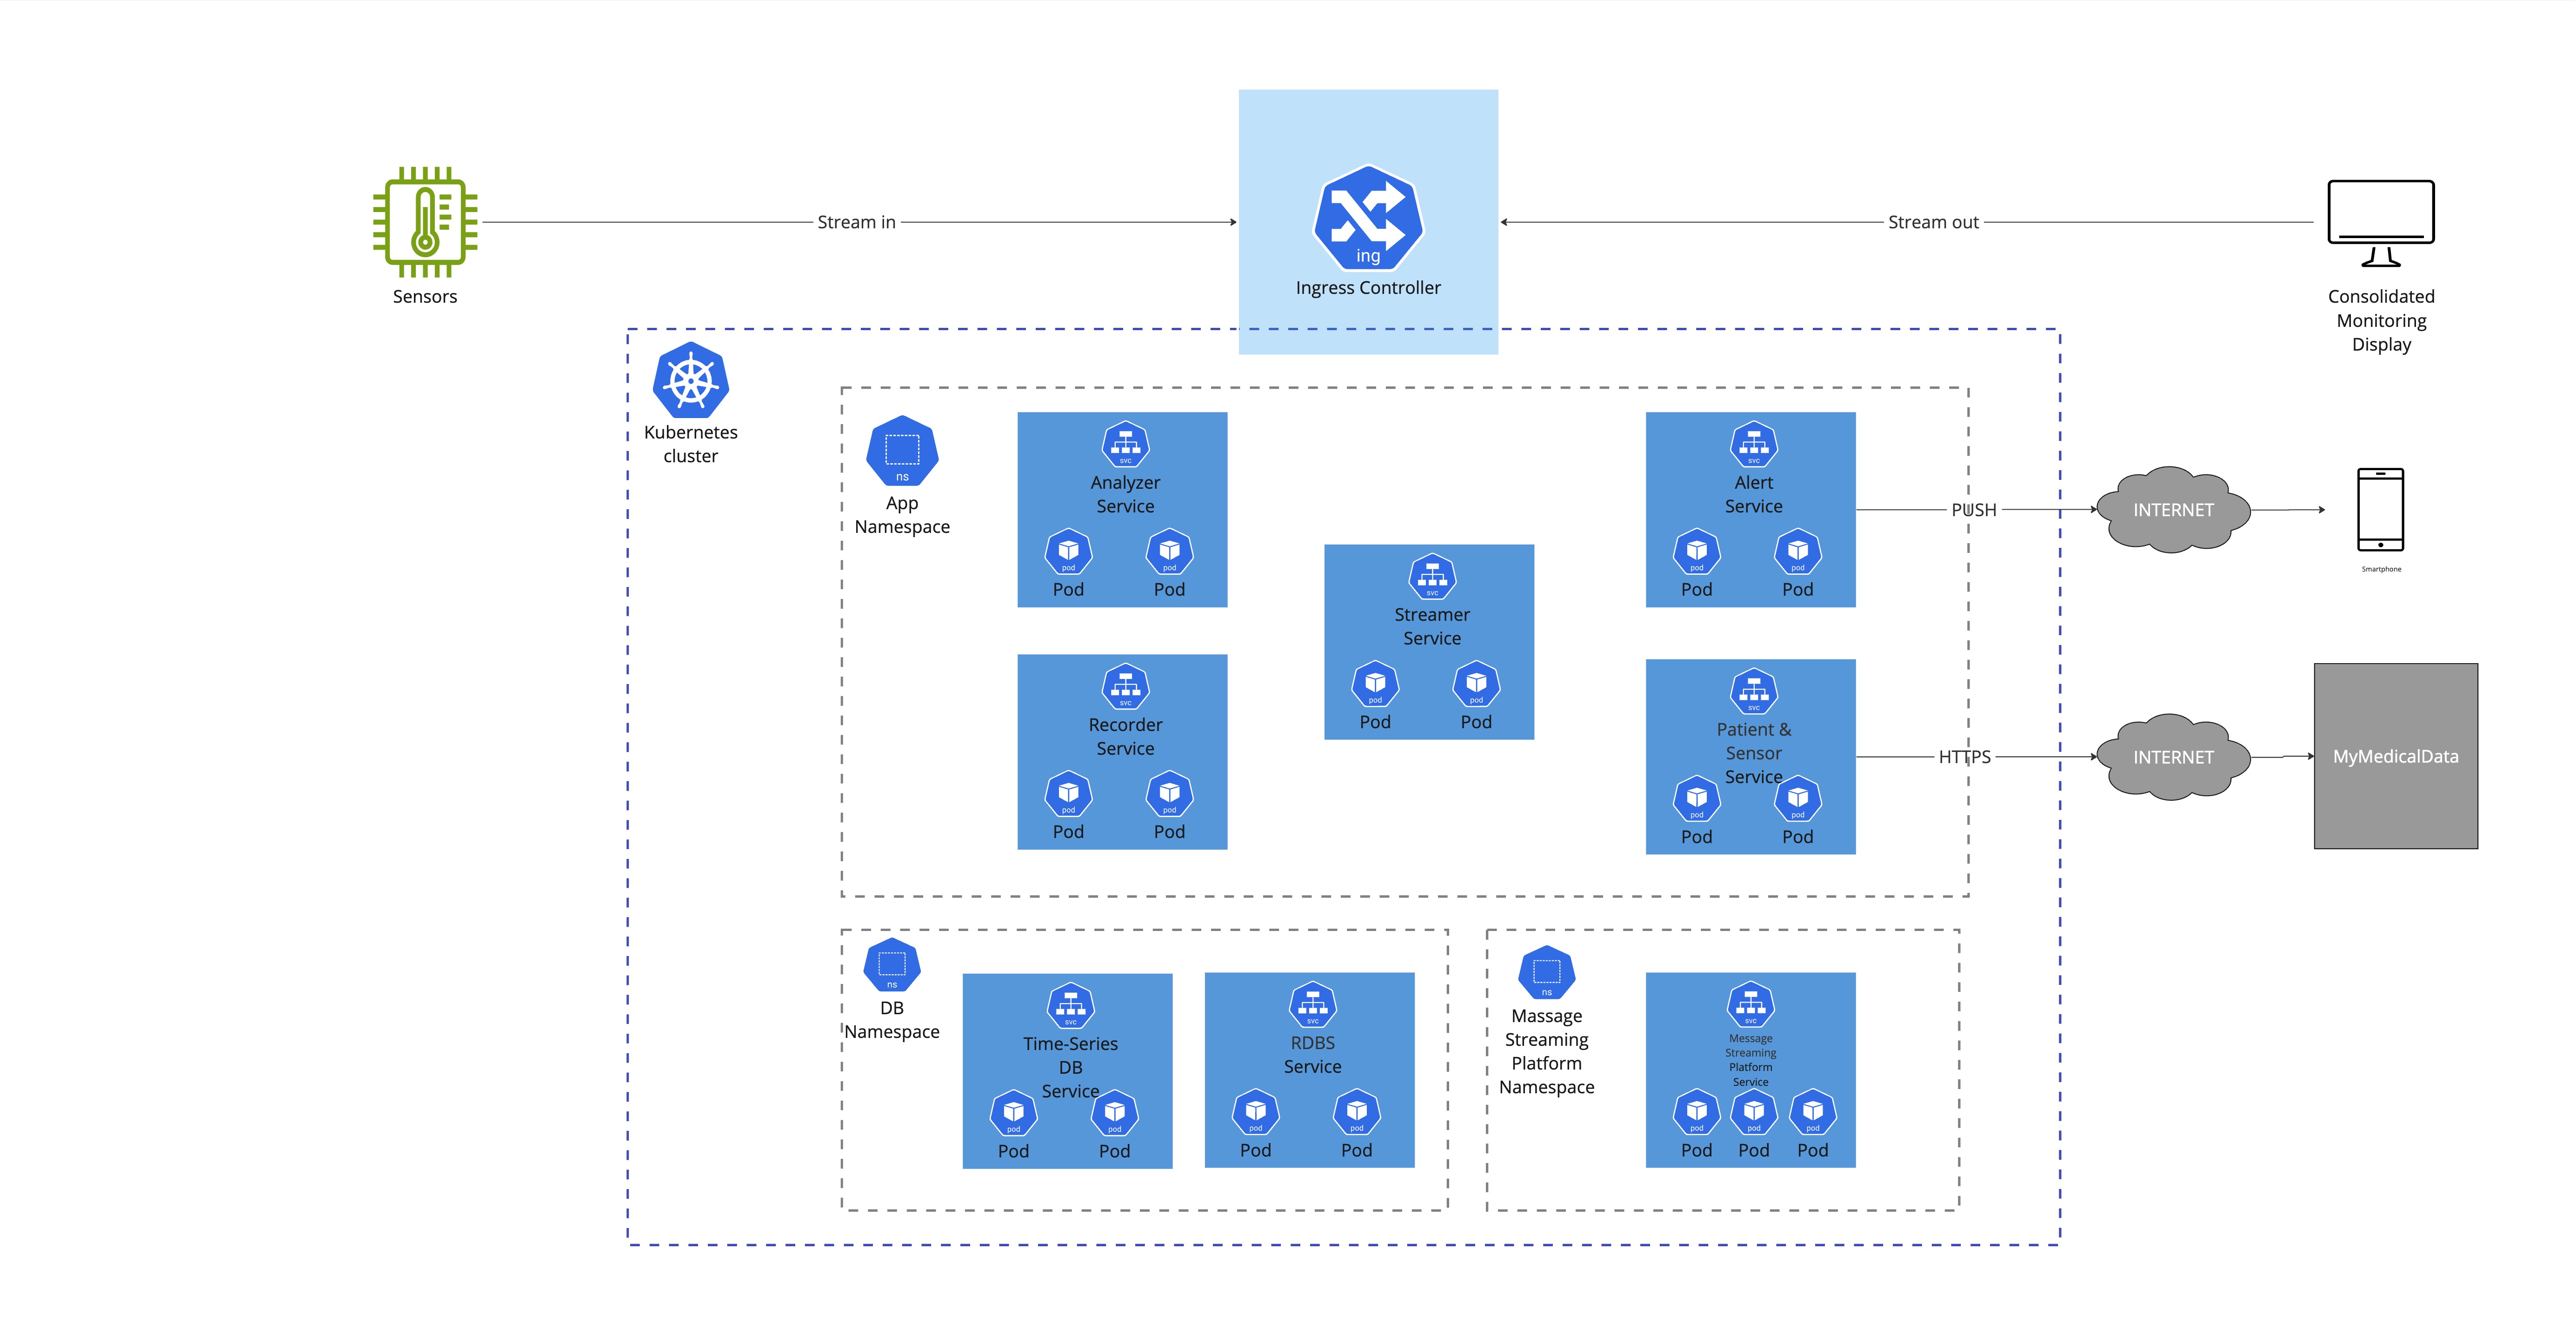 Stream in
Stream out
ing
Ingress Controller
Sensors
Consolidated
Monitoring
Display
Kubernetes
cluster
ns
App
Namespace
svc
Analyzer
Service
pod
pod
Pod
Pod
svc
Alert
Service
pod
pod
Pod
Pod
PUSH
INTERNET
Smartphone
svc
Streamer
Service
pod
pod
Pod
Pod
svc
Recorder
Service
pod
pod
Pod
Pod
svc
Patient &
Sensor
Service
pod
pod
Pod
Pod
HTTPS
INTERNET
MyMedicalData
ns
DB
Namespace
svc
Time-Series
DB
Service
pod
pod
Pod
Pod
svc
RDBS
Service
pod
pod
Pod
Pod
ns
Massage
Streaming
Platform
Namespace
svc
Message
Streaming
Platform
Service
pod
pod
pod
Pod
Pod
Pod